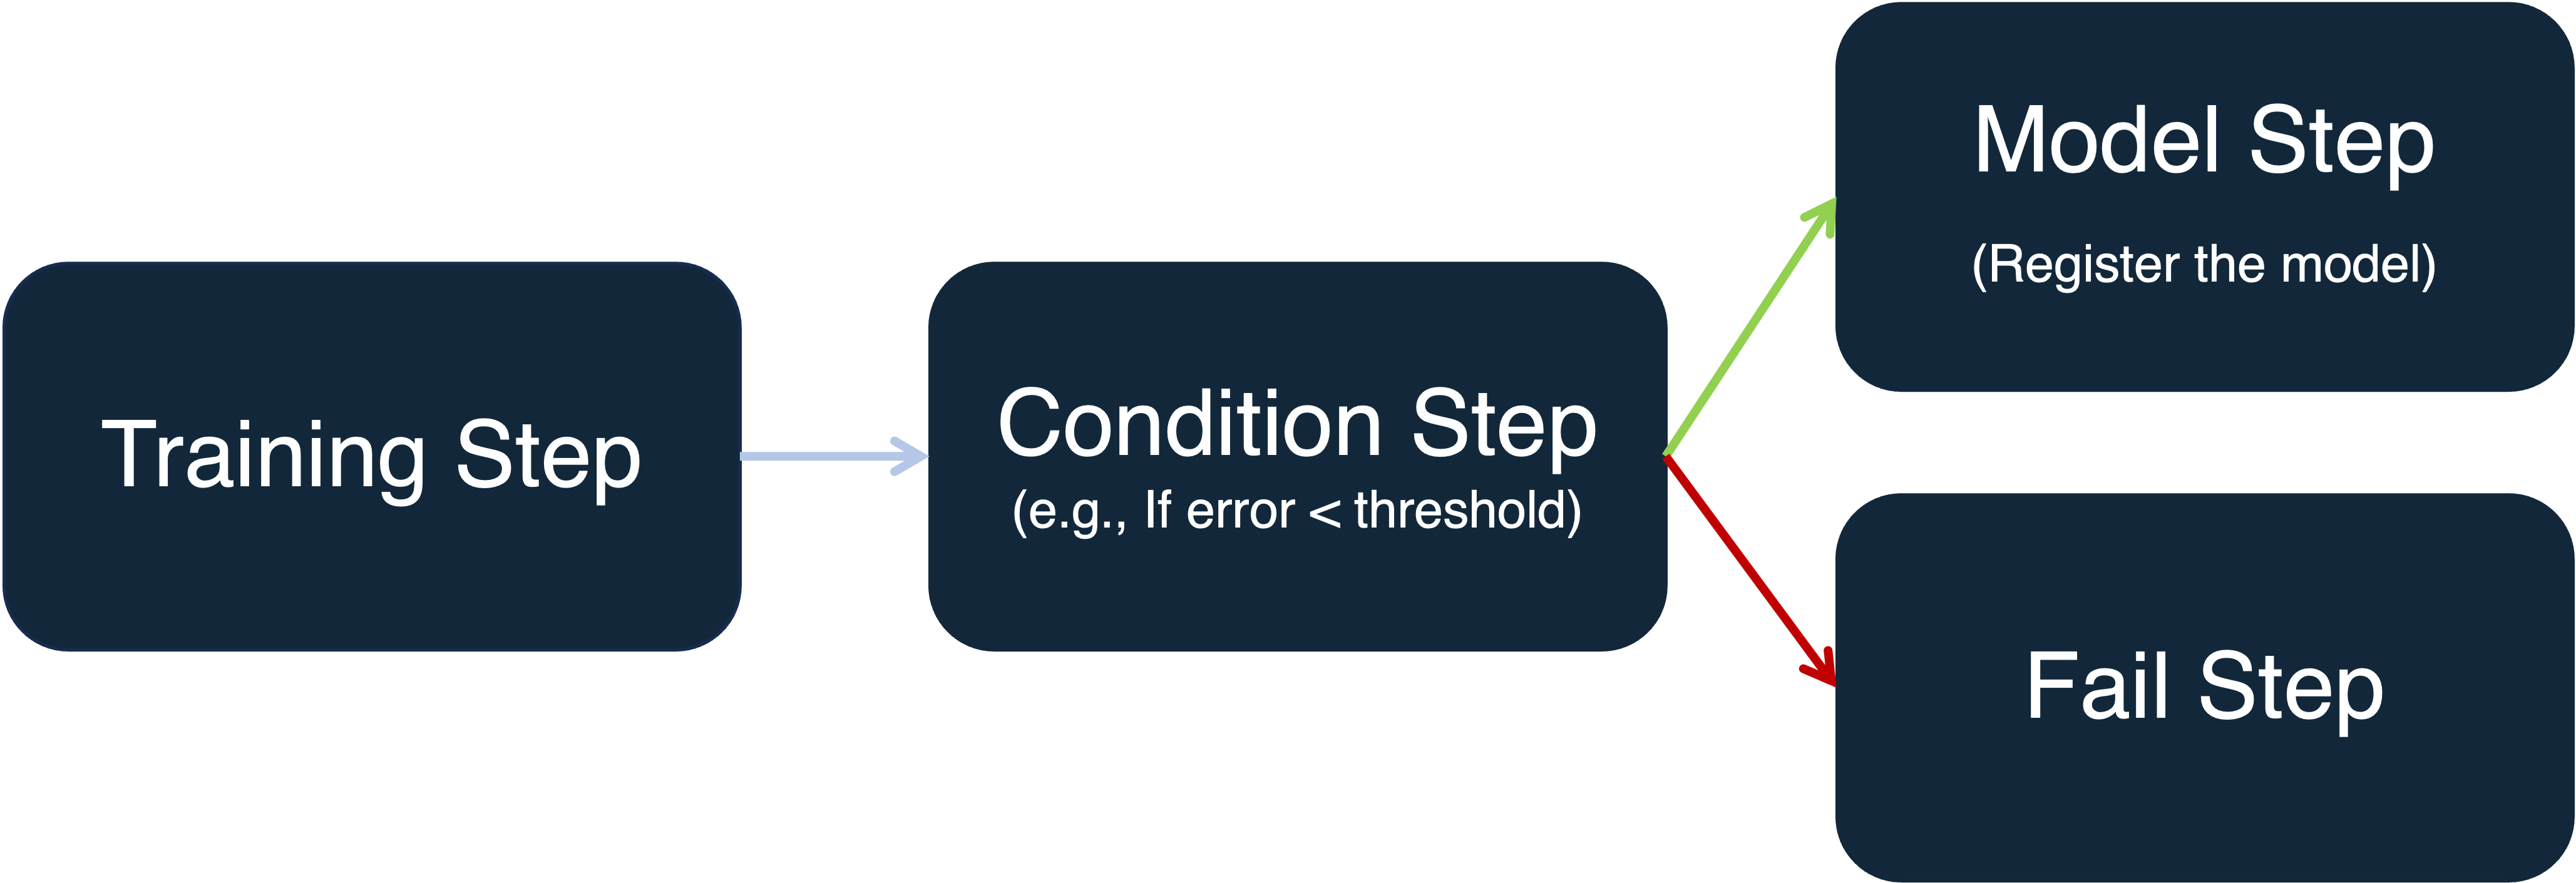 Training Step
Condition Step
(e.g., If error < threshold)
Model Step
(Register the model)
Fail Step